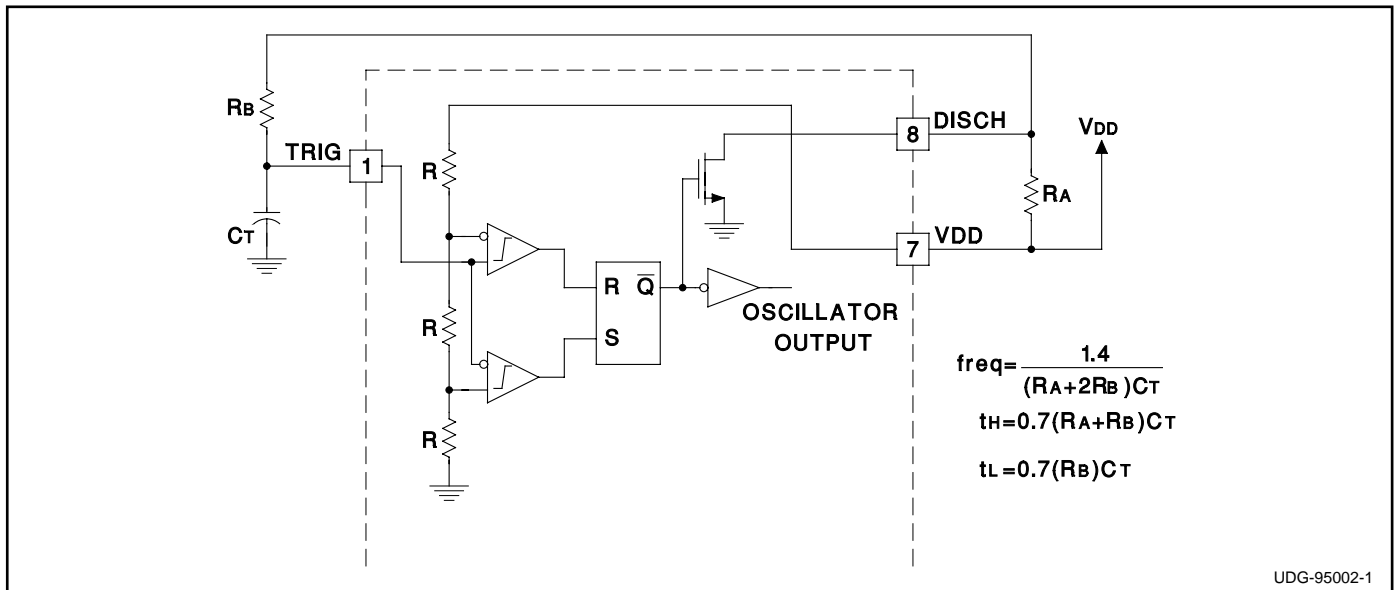 RB
TRIG
1
CT
R
R
R
R Q̅
S
8
DISCH
VDD
RA
7
VDD
OSCILLATOR
OUTPUT
freq= 1.4
(RA+2RB)CT
tH=0.7(RA+RB)CT
tL=0.7(RB)CT
UDG-95002-1